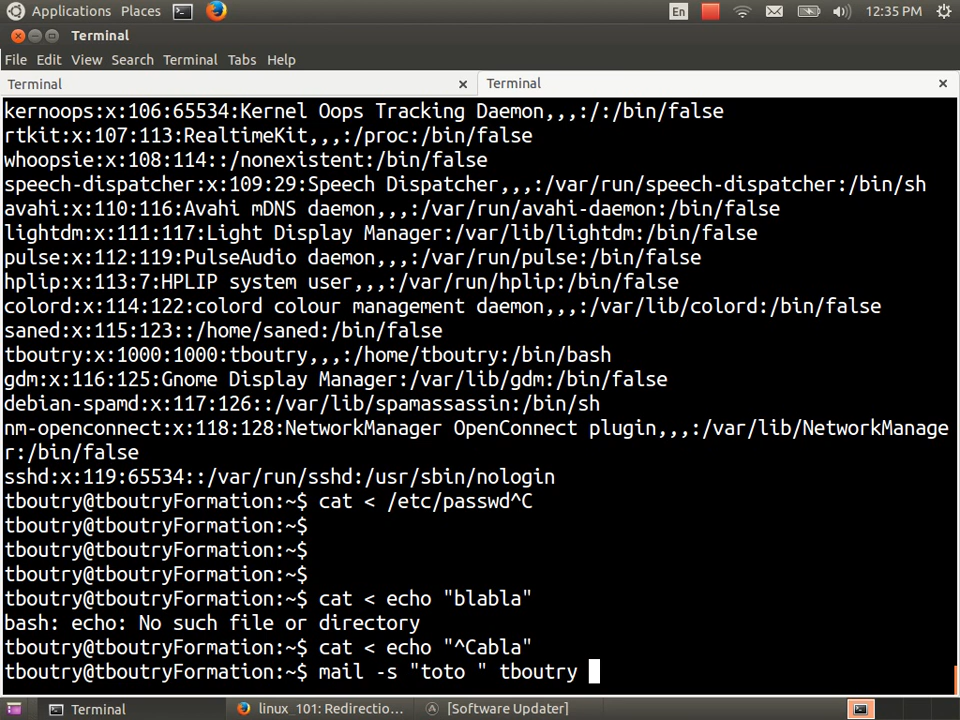 Applications Places En 12:35 PM
Terminal
File Edit View Search Terminal Tabs Help
Terminal × Terminal ×
kernoops:x:106:65534:Kernel Oops Tracking Daemon,,,:/:/bin/false
rtkit:x:107:113:RealtimeKit,,,:/proc:/bin/false
whoopsie:x:108:114::/nonexistent:/bin/false
speech-dispatcher:x:109:29:Speech Dispatcher,,,:/var/run/speech-dispatcher:/bin/sh
avahi:x:110:116:Avahi mDNS daemon,,,:/var/run/avahi-daemon:/bin/false
lightdm:x:111:117:Light Display Manager:/var/lib/lightdm:/bin/false
pulse:x:112:119:PulseAudio daemon,,,:/var/run/pulse:/bin/false
hplip:x:113:7:HPLIP system user,,,:/var/run/hplip:/bin/false
colord:x:114:122:colord colour management daemon,,,:/var/lib/colord:/bin/false
saned:x:115:123::/home/saned:/bin/false
tboutry:x:1000:1000:tboutry,,,:/home/tboutry:/bin/bash
gdm:x:116:125:Gnome Display Manager:/var/lib/gdm:/bin/false
debian-spamd:x:117:126::/var/lib/spamassassin:/bin/sh
nm-openconnect:x:118:128:NetworkManager OpenConnect plugin,,,:/var/lib/NetworkManage
r:/bin/false
sshd:x:119:65534::/var/run/sshd:/usr/sbin/nologin
tboutry@tboutryFormation:~$ cat < /etc/passwd^C
tboutry@tboutryFormation:~$
tboutry@tboutryFormation:~$
tboutry@tboutryFormation:~$
tboutry@tboutryFormation:~$ cat < echo "blabla"
bash: echo: No such file or directory
tboutry@tboutryFormation:~$ cat < echo "^Cabla"
tboutry@tboutryFormation:~$ mail -s "toto " tboutry
Terminal linux_101: Redirectio... [Software Updater]